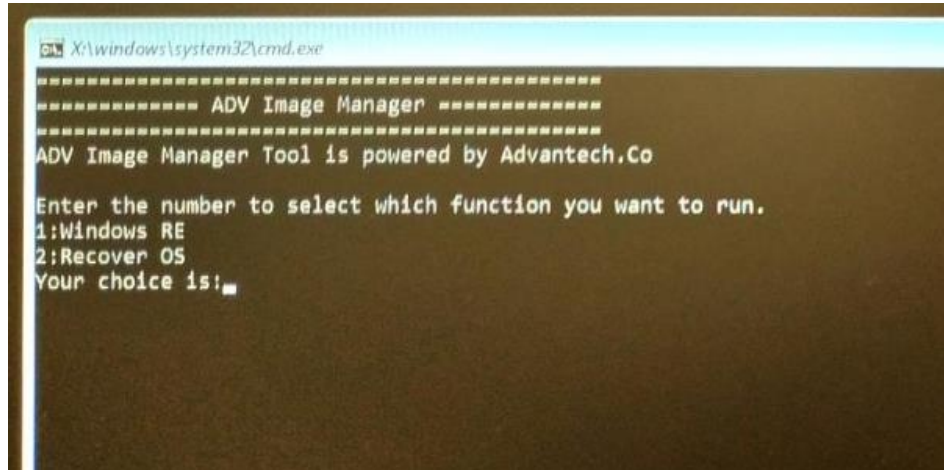 X:\windows\system32\cmd.exe
===============================================
============= ADV Image Manager =============
===============================================
ADV Image Manager Tool is powered by Advantech.Co
Enter the number to select which function you want to run.
1:Windows RE
2:Recover OS
Your choice is:_